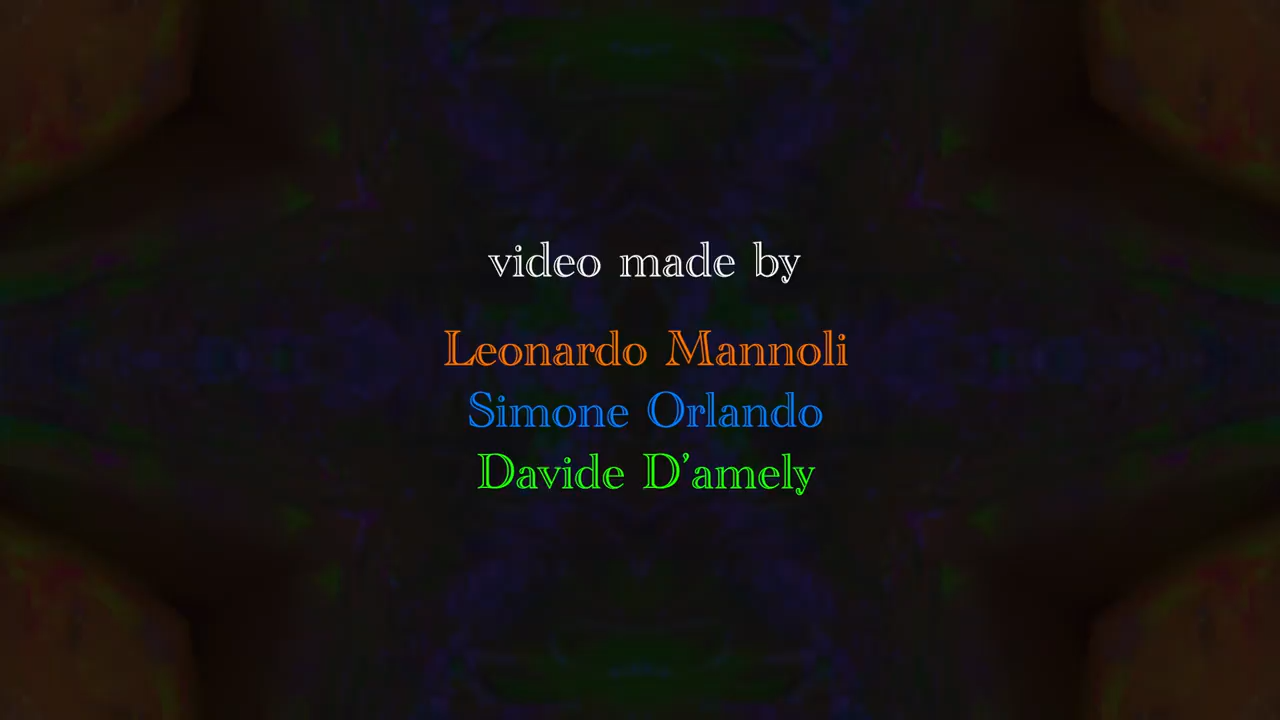 video made by
Leonardo Mannoli
Simone Orlando
Davide D'amely